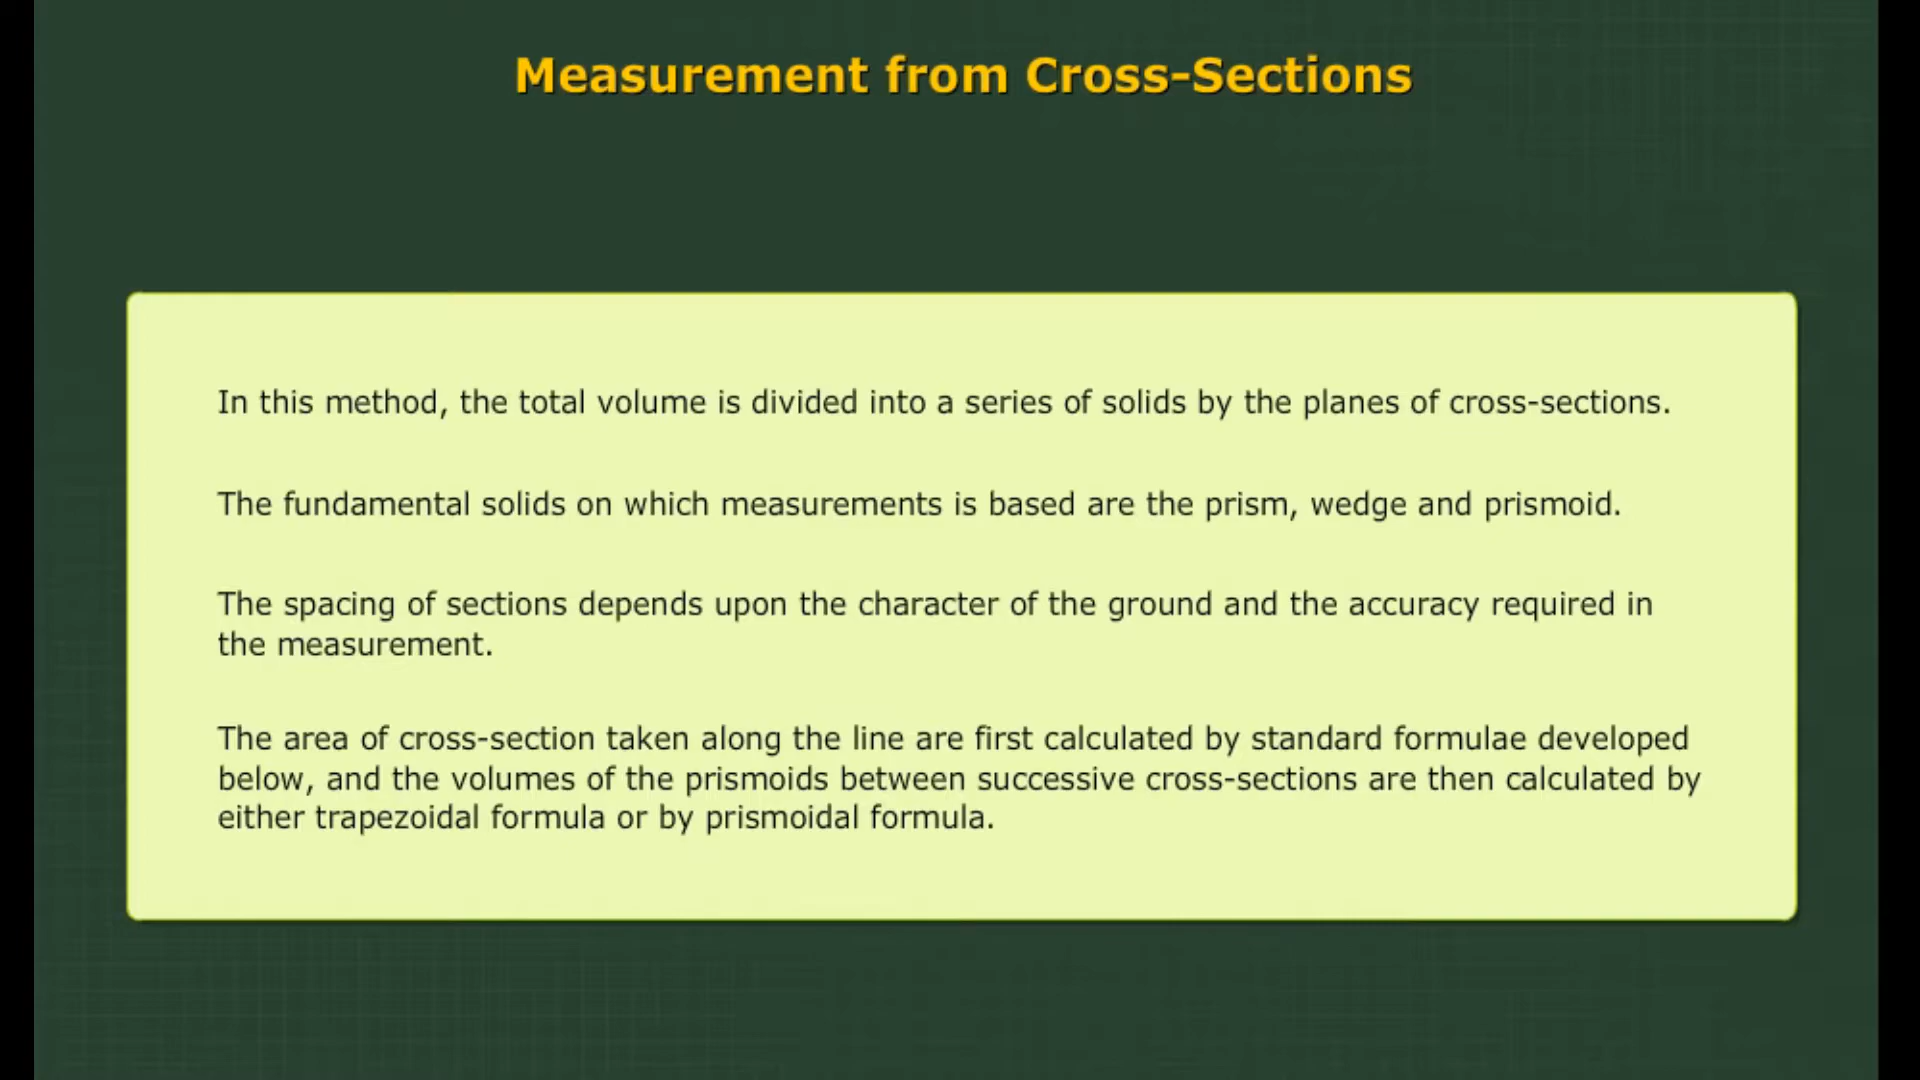 Measurement from Cross-Sections
In this method, the total volume is divided into a series of solids by the planes of cross-sections.
The fundamental solids on which measurements is based are the prism, wedge and prismoid.
The spacing of sections depends upon the character of the ground and the accuracy required in
the measurement.
The area of cross-section taken along the line are first calculated by standard formulae developed
below, and the volumes of the prismoids between successive cross-sections are then calculated by
either trapezoidal formula or by prismoidal formula.